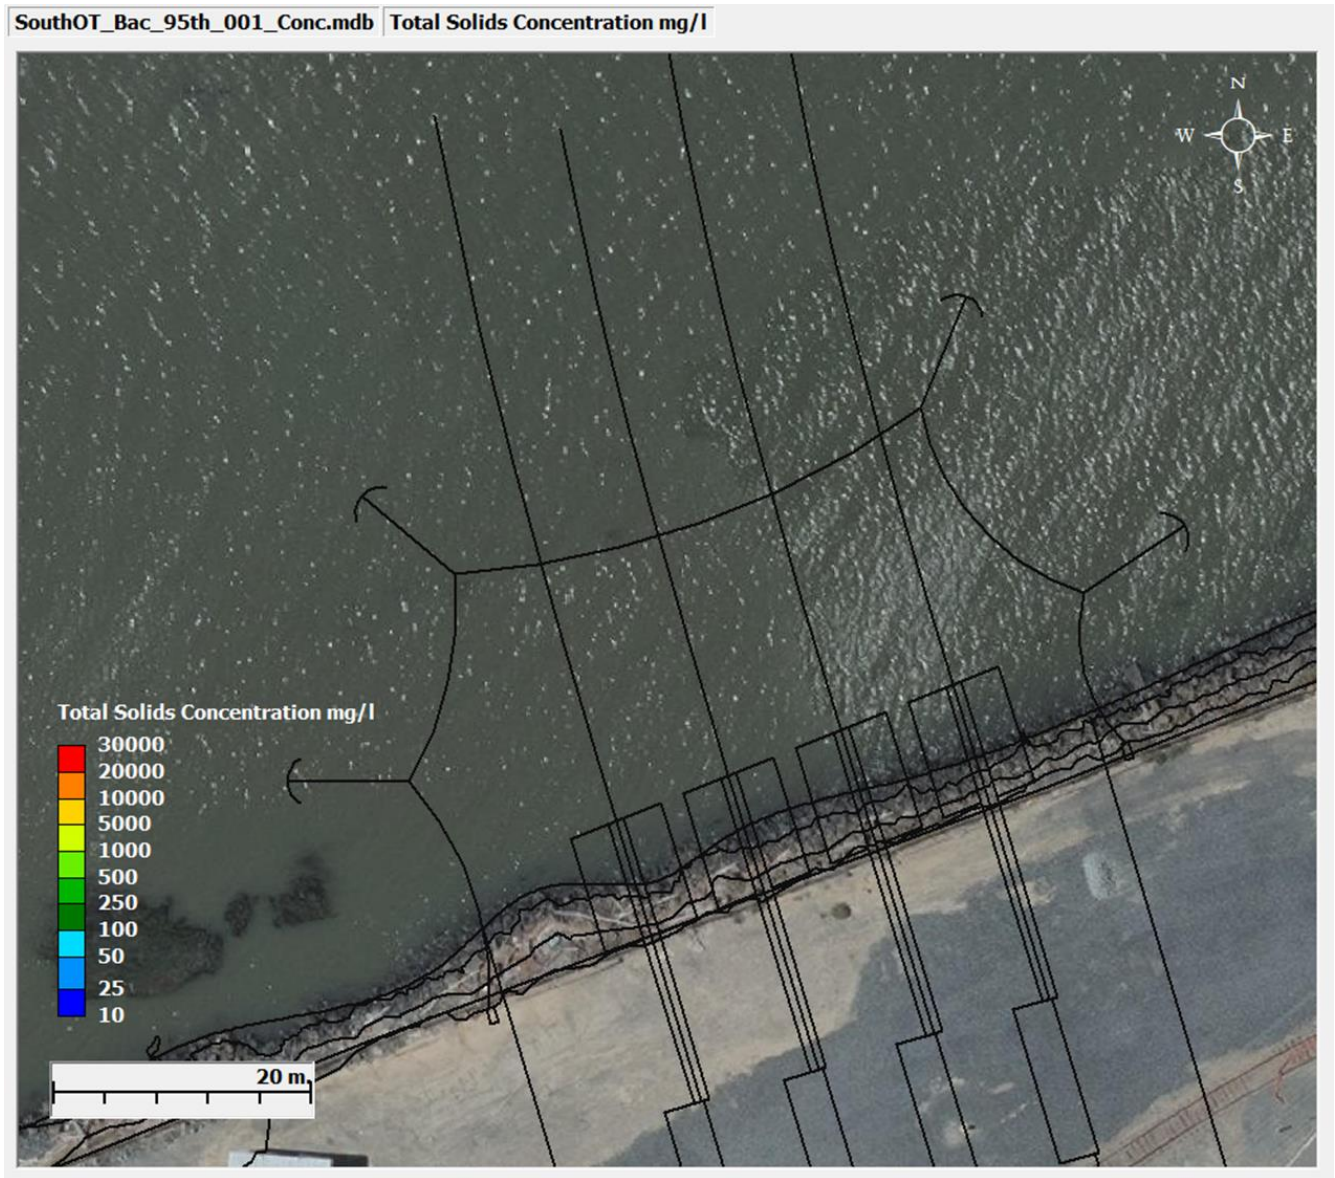 SouthOT_Bac_95th_001_Conc.mdb Total Solids Concentration mg/l
N
W E
S
Total Solids Concentration mg/l
30000
20000
10000
5000
1000
500
250
100
50
25
10
20 m.